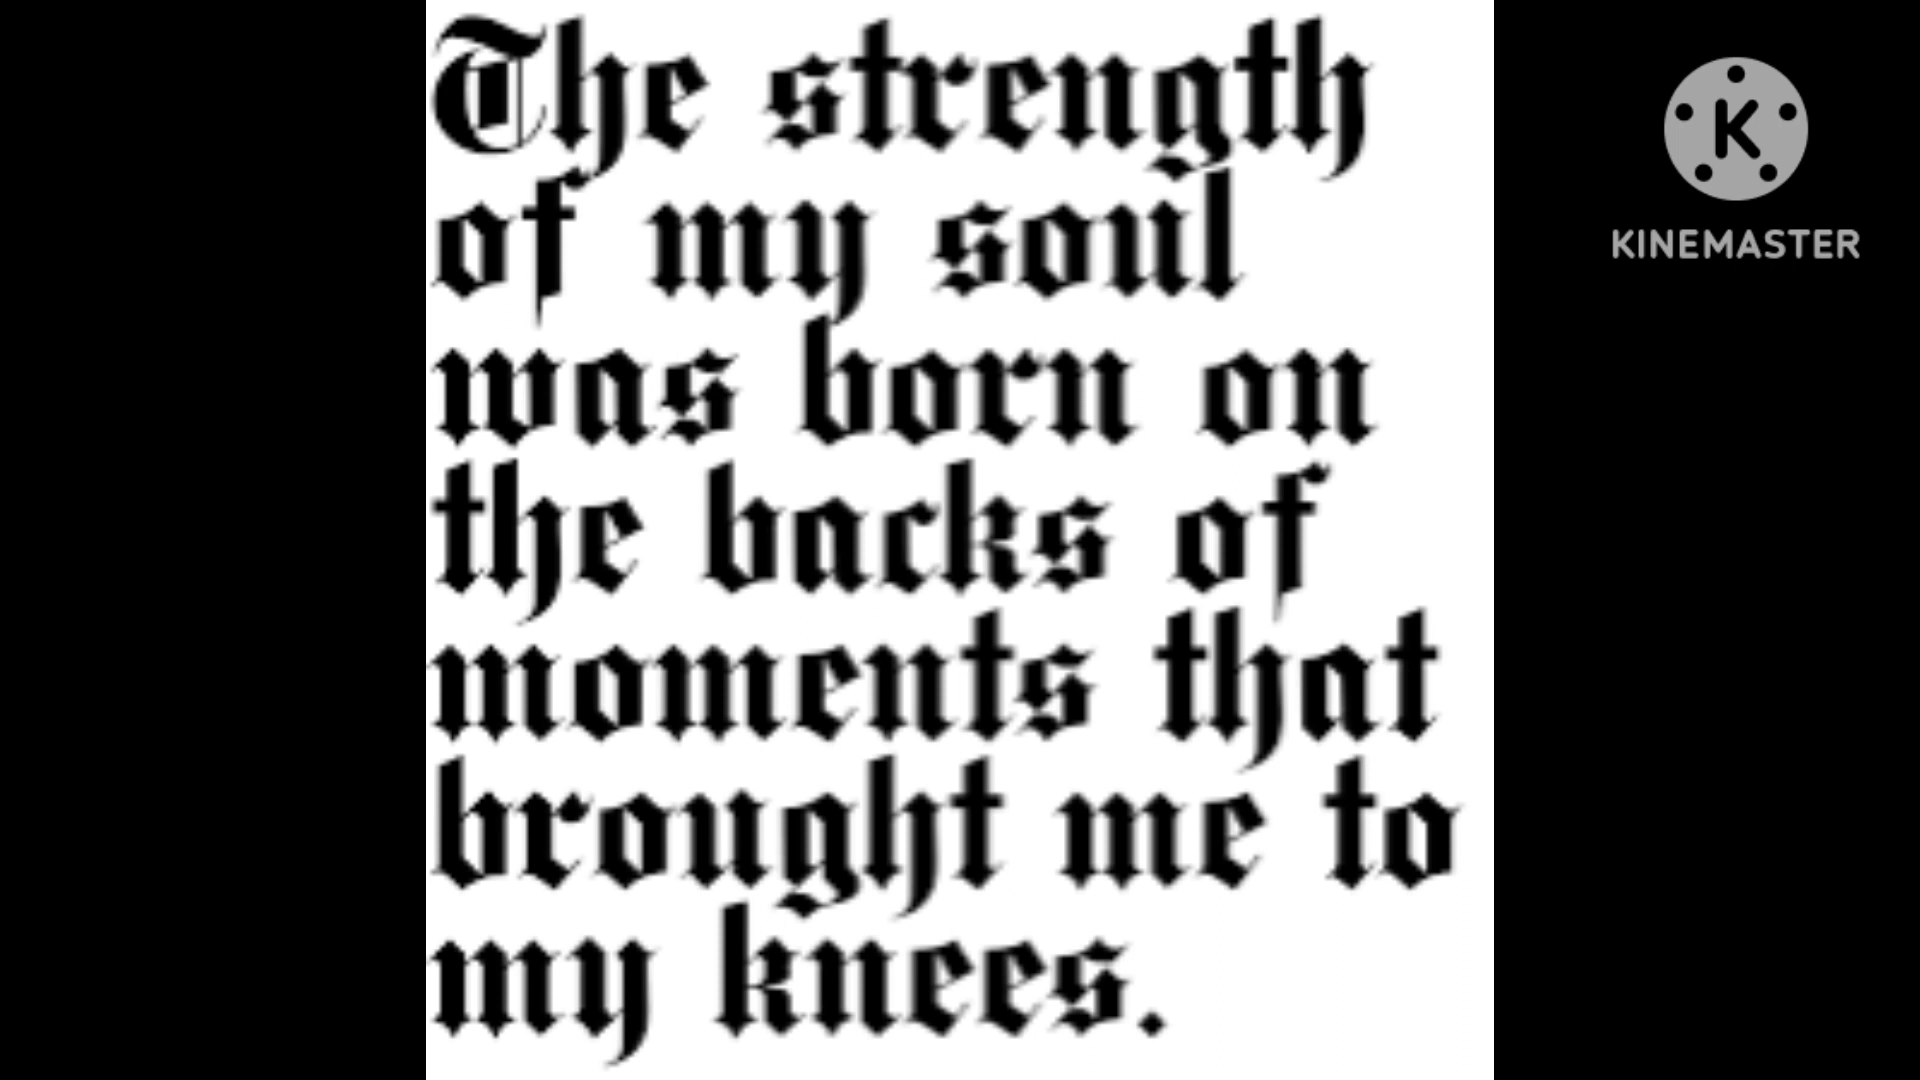 The strength
of my soul
was born on
the backs of
moments that
brought me to
my knees.
K
KINEMASTER